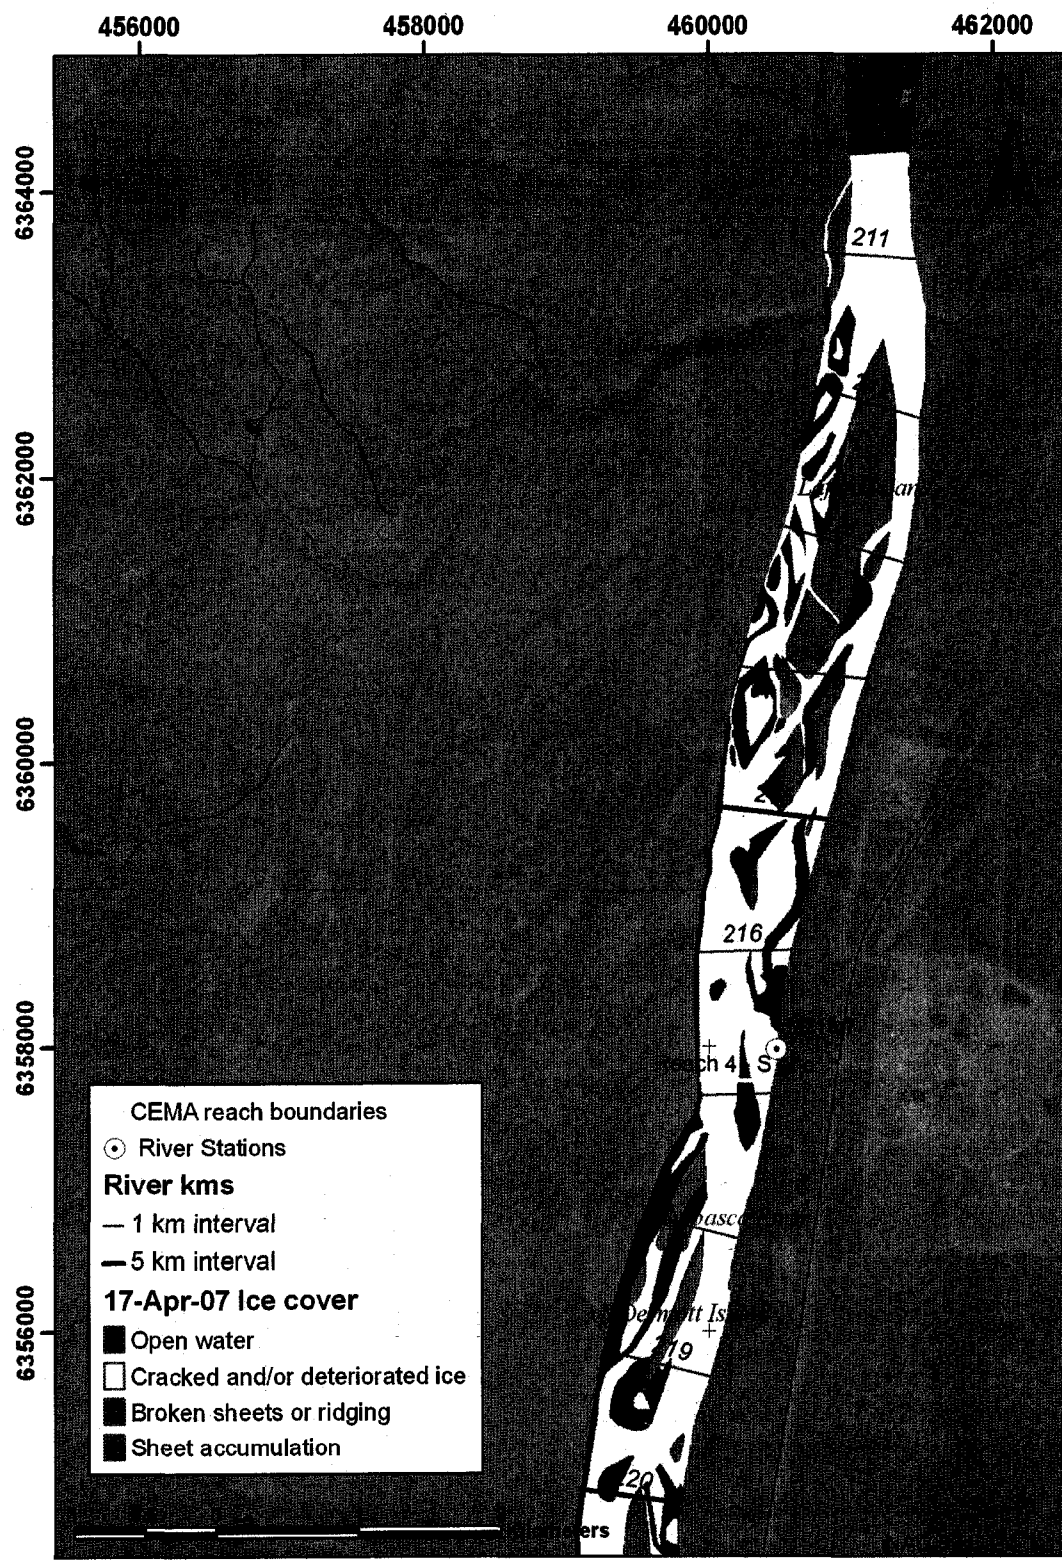 456000 458000 460000 462000
6364000
211
6362000
6360000
216
6358000
6356000
CEMA reach boundaries
River Stations
River kms
1 km interval
5 km interval
17-Apr-07 Ice cover
Open water
Cracked and/or deteriorated ice
Broken sheets or ridging
Sheet accumulation